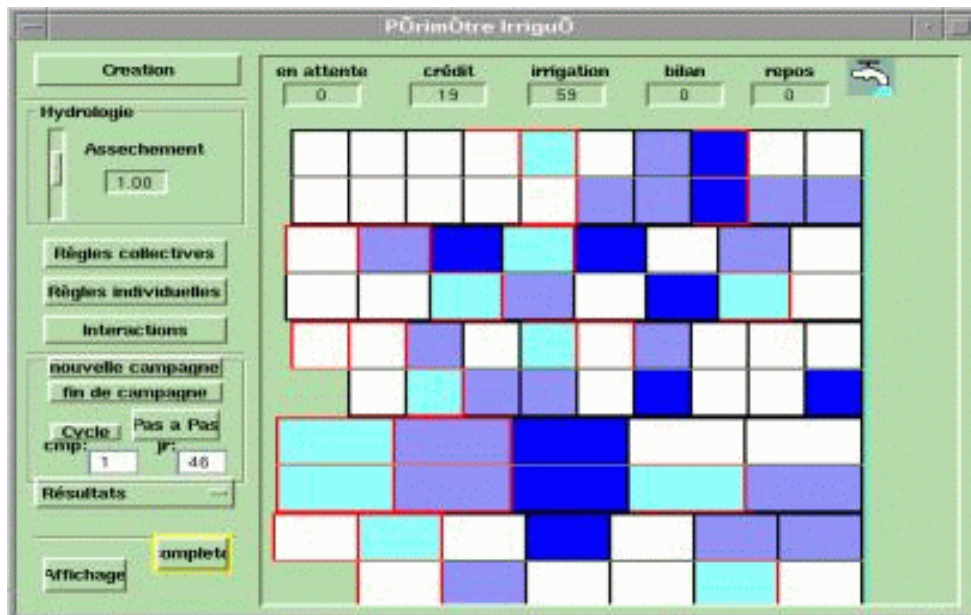 PÕrimÕtre IrriguÕ
Creation
en attente crédit irrigation bilan repos
0 19 59 0 0
Hydrologie
Assechement
1.00
Règles collectives
Règles individuelles
Interactions
nouvelle campagne
fin de campagne
Cycle Pas a Pas
cmp: 1 jr: 46
Résultats
omplete
Affichage